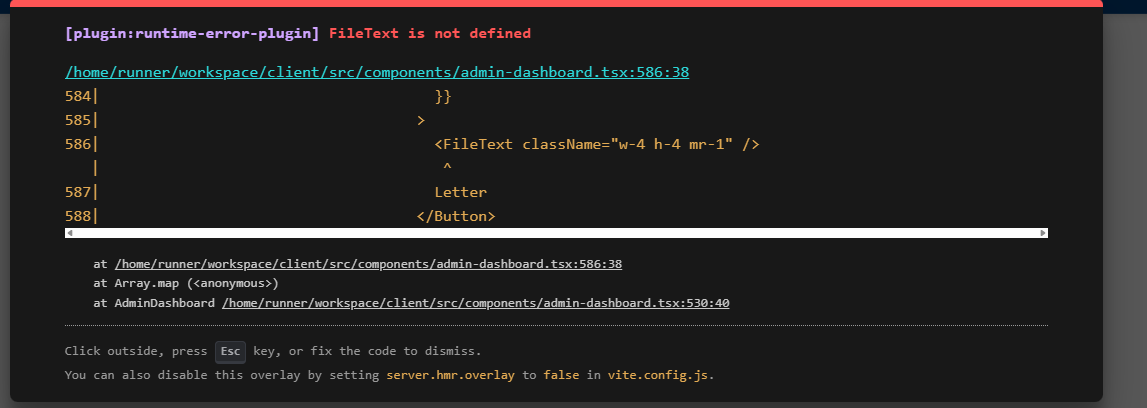 [plugin:runtime-error-plugin] FileText is not defined
/home/runner/workspace/client/src/components/admin-dashboard.tsx:586:38
584| }}
585| >
586| <FileText className="w-4 h-4 mr-1" />
| ^
587| Letter
588| </Button>
at /home/runner/workspace/client/src/components/admin-dashboard.tsx:586:38
at Array.map (<anonymous>)
at AdminDashboard /home/runner/workspace/client/src/components/admin-dashboard.tsx:530:40
Click outside, press Esc key, or fix the code to dismiss.
You can also disable this overlay by setting server.hmr.overlay to false in vite.config.js.